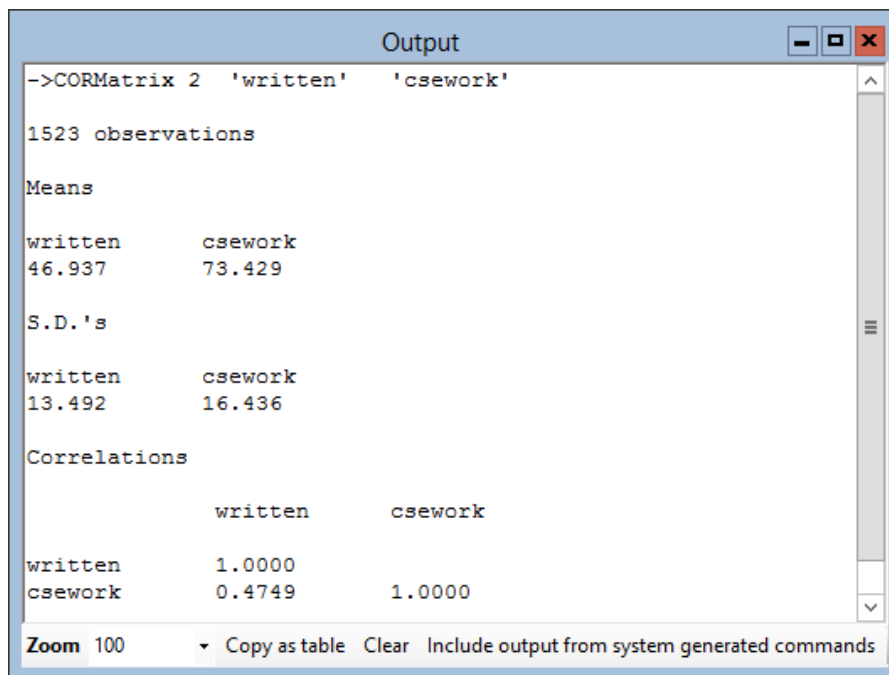 Output
->CORMatrix 2  'written'   'csework'
1523 observations
Means
written      csework
46.937       73.429
S.D.'s
written      csework
13.492       16.436
Correlations
written      csework
written      1.0000
csework      0.4749      1.0000
Zoom 100 Copy as table Clear Include output from system generated commands